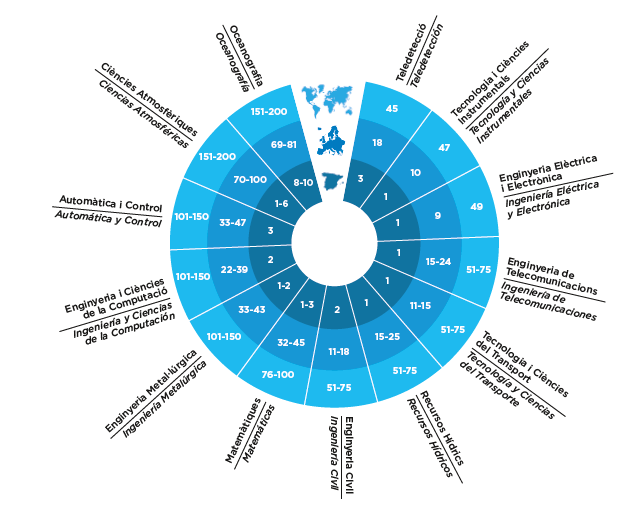 Teledetecció
Teledetección
45
18
3
Tecnologia i Ciències
Instrumentals
Tecnología y Ciencias
Instrumentales
47
10
1
Enginyeria Elèctrica
i Electrònica
Ingeniería Eléctrica
y Electrónica
49
9
1
Enginyeria de
Telecomunicacions
Ingeniería de
Telecomunicaciones
51-75
15-24
1
Tecnologia i Ciències
del Transport
Tecnología y Ciencias
del Transporte
51-75
11-15
1
Recursos Hídrics
Recursos Hídricos
51-75
15-25
1
Enginyeria Civil
Ingeniería Civil
51-75
11-18
2
Matemàtiques
Matemáticas
76-100
32-45
1-3
Enginyeria Metal·lúrgica
Ingeniería Metalúrgica
101-150
33-43
1-2
Enginyeria i Ciències
de la Computació
Ingeniería y Ciencias
de la Computación
101-150
22-39
2
Automàtica i Control
Automática y Control
101-150
33-47
3
Ciències Atmosfèriques
Ciencias Atmosféricas
151-200
70-100
1-6
Oceanografia
Oceanografía
151-200
69-81
8-10